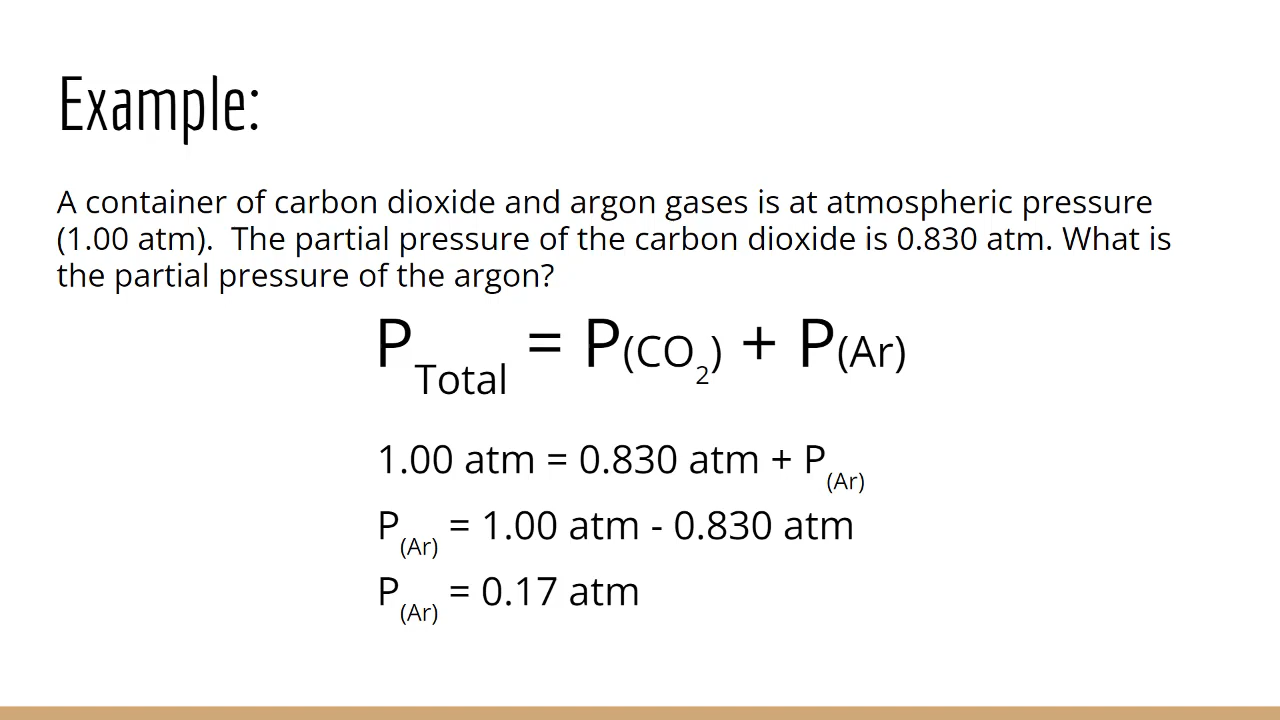 Example:
A container of carbon dioxide and argon gases is at atmospheric pressure
(1.00 atm).  The partial pressure of the carbon dioxide is 0.830 atm. What is
the partial pressure of the argon?
P Total = P(CO₂) + P(Ar)
1.00 atm = 0.830 atm + P(Ar)
P(Ar) = 1.00 atm - 0.830 atm
P(Ar) = 0.17 atm